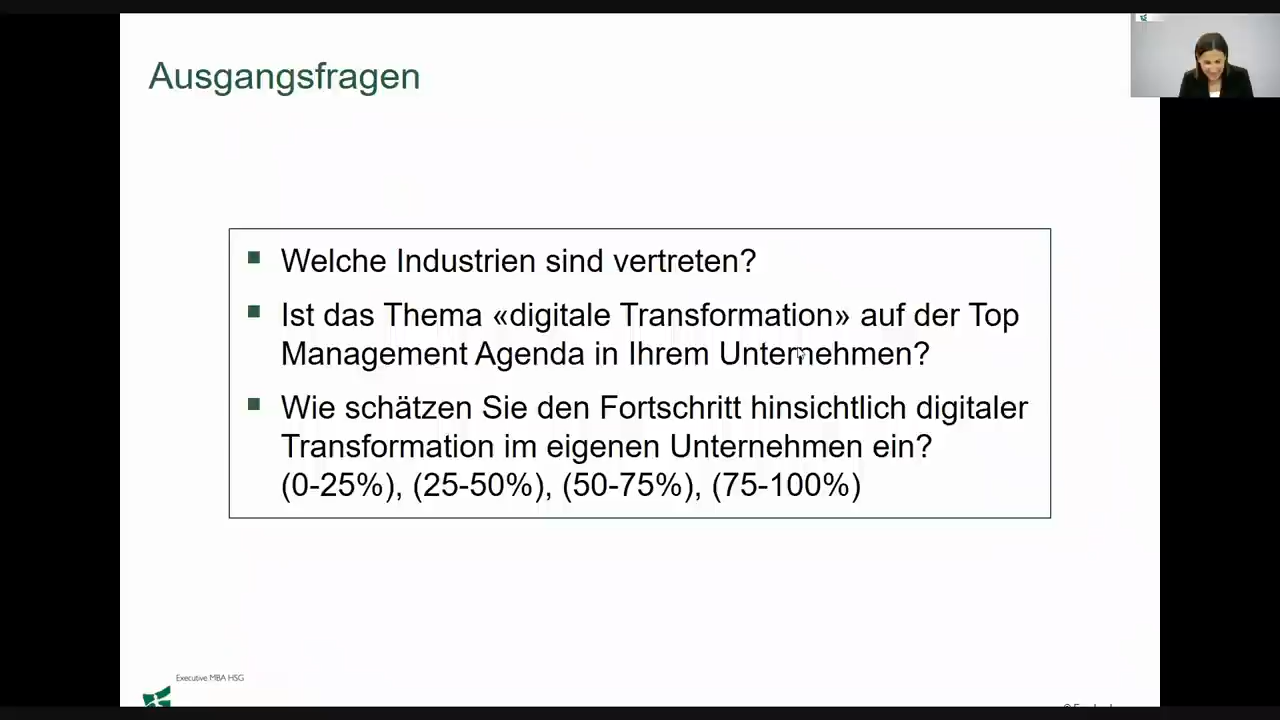 Ausgangsfragen
Welche Industrien sind vertreten?
Ist das Thema «digitale Transformation» auf der Top
Management Agenda in Ihrem Unternehmen?
Wie schätzen Sie den Fortschritt hinsichtlich digitaler
Transformation im eigenen Unternehmen ein?
(0-25%), (25-50%), (50-75%), (75-100%)
Executive MBA HSG